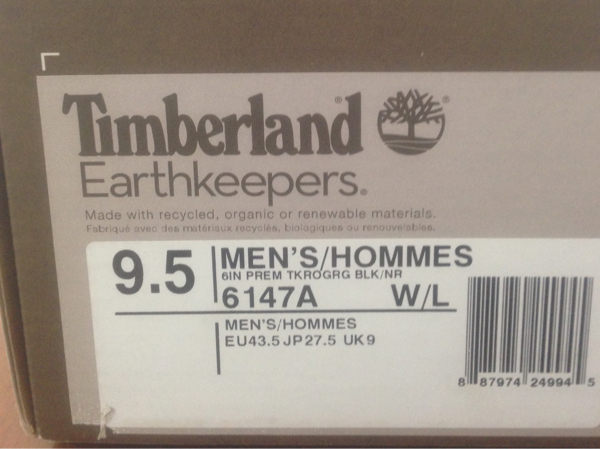 Timberland®
Earthkeepers®
Made with recycled, organic or renewable materials.
Fabriqué avec des matériaux recyclés, biologiques ou renouvelables.
9.5 MEN'S/HOMMES
6IN PREM TKROGRG BLK/NR
6147A W/L
MEN'S/HOMMES
EU43.5 JP27.5 UK9
8 87974 24994 5